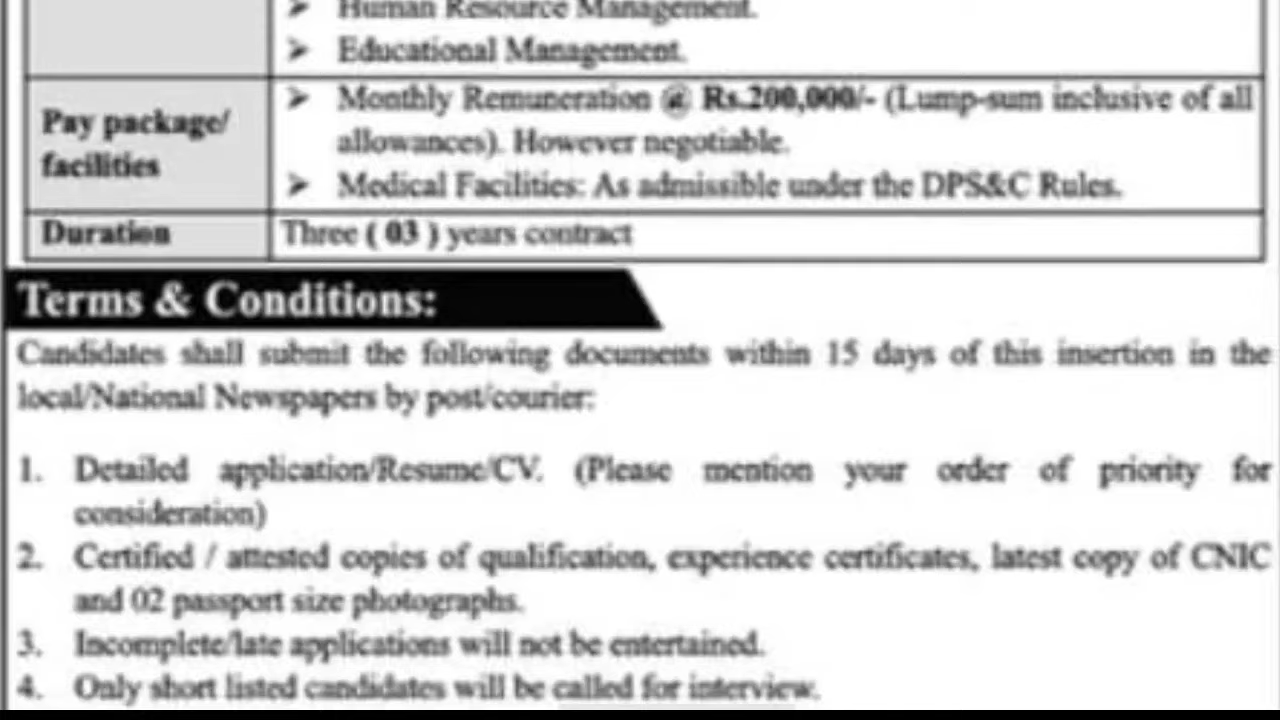 ➢ Human Resource Management.
➢ Educational Management.
Pay package/
facilities
➢ Monthly Remuneration @ Rs.200,000/- (Lump-sum inclusive of all
allowances). However negotiable.
➢ Medical Facilities: As admissible under the DPS&C Rules.
Duration
Three ( 03 ) years contract
Terms & Conditions:
Candidates shall submit the following documents within 15 days of this insertion in the
local/National Newspapers by post/courier:
1. Detailed application/Resume/CV. (Please mention your order of priority for
consideration)
2. Certified / attested copies of qualification, experience certificates, latest copy of CNIC
and 02 passport size photographs.
3. Incomplete/late applications will not be entertained.
4. Only short listed candidates will be called for interview.